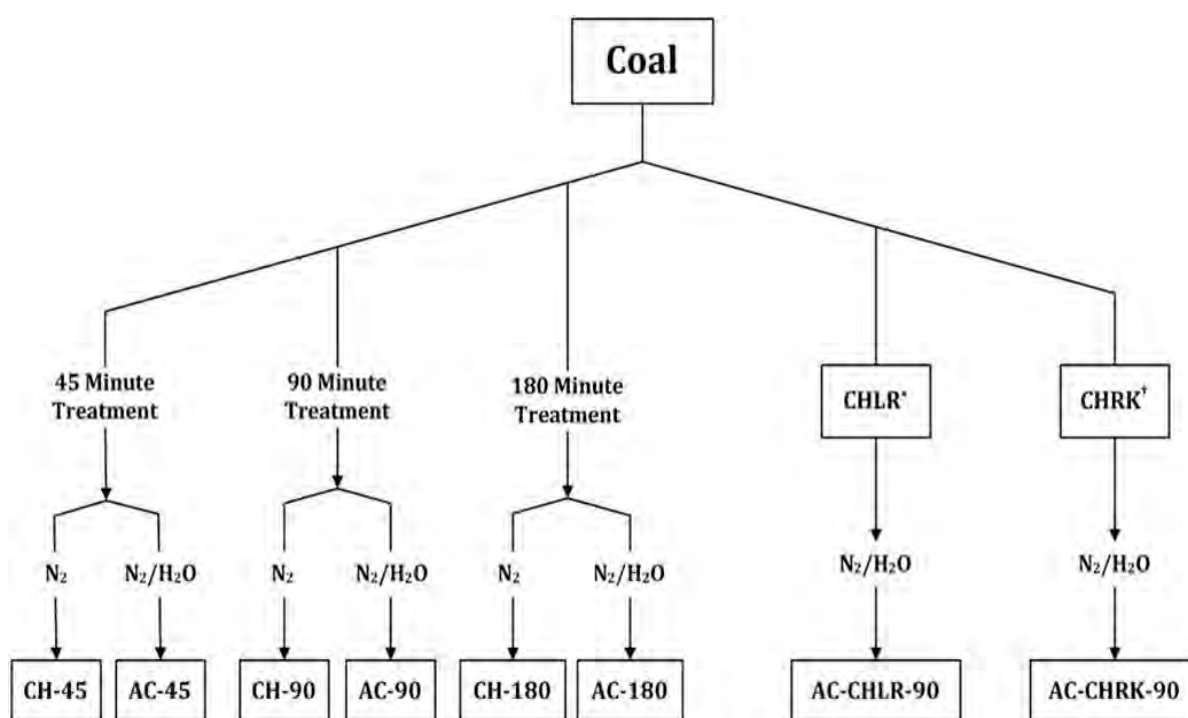 Coal
45 Minute
Treatment
90 Minute
Treatment
180 Minute
Treatment
CHLR*
CHRK†
N₂
N₂/H₂O
N₂
N₂/H₂O
N₂
N₂/H₂O
N₂/H₂O
N₂/H₂O
CH-45
AC-45
CH-90
AC-90
CH-180
AC-180
AC-CHLR-90
AC-CHRK-90